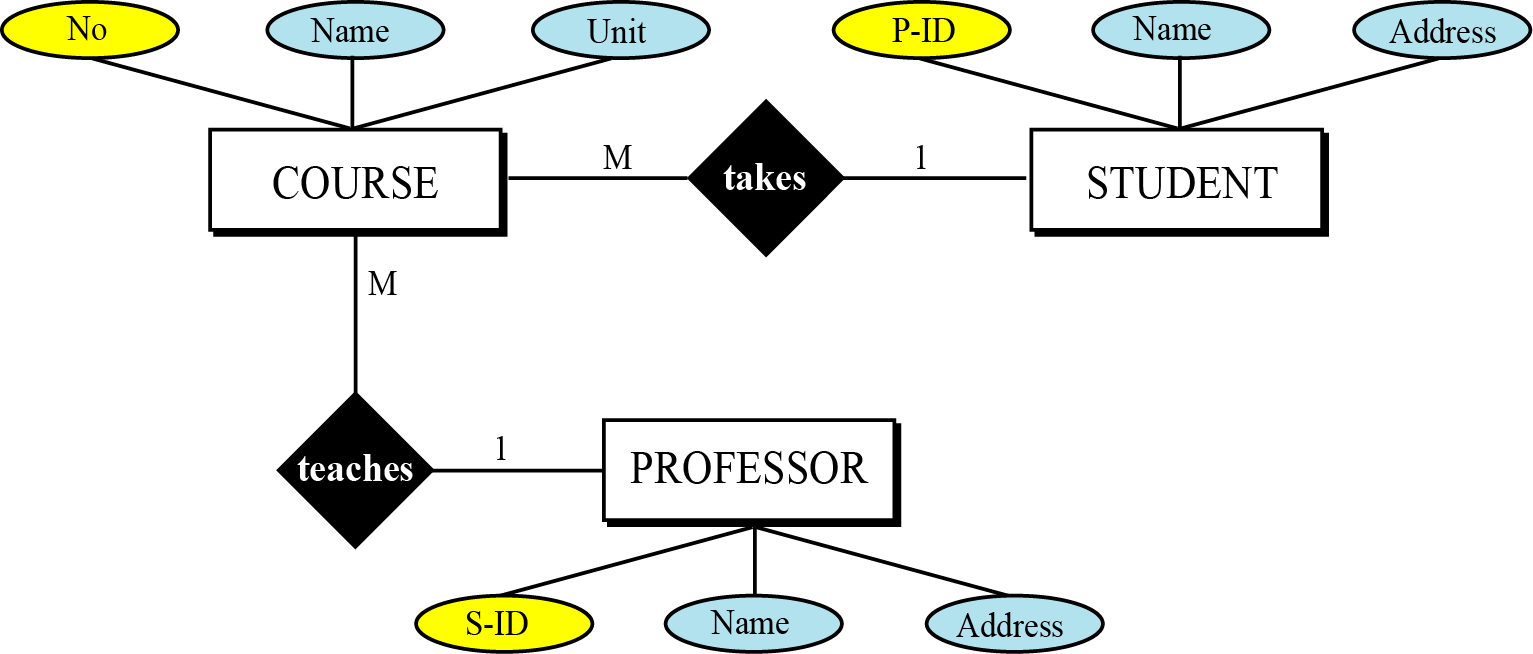 No
Name
Unit
P-ID
Name
Address
COURSE
M
takes
1
STUDENT
M
teaches
1
PROFESSOR
S-ID
Name
Address